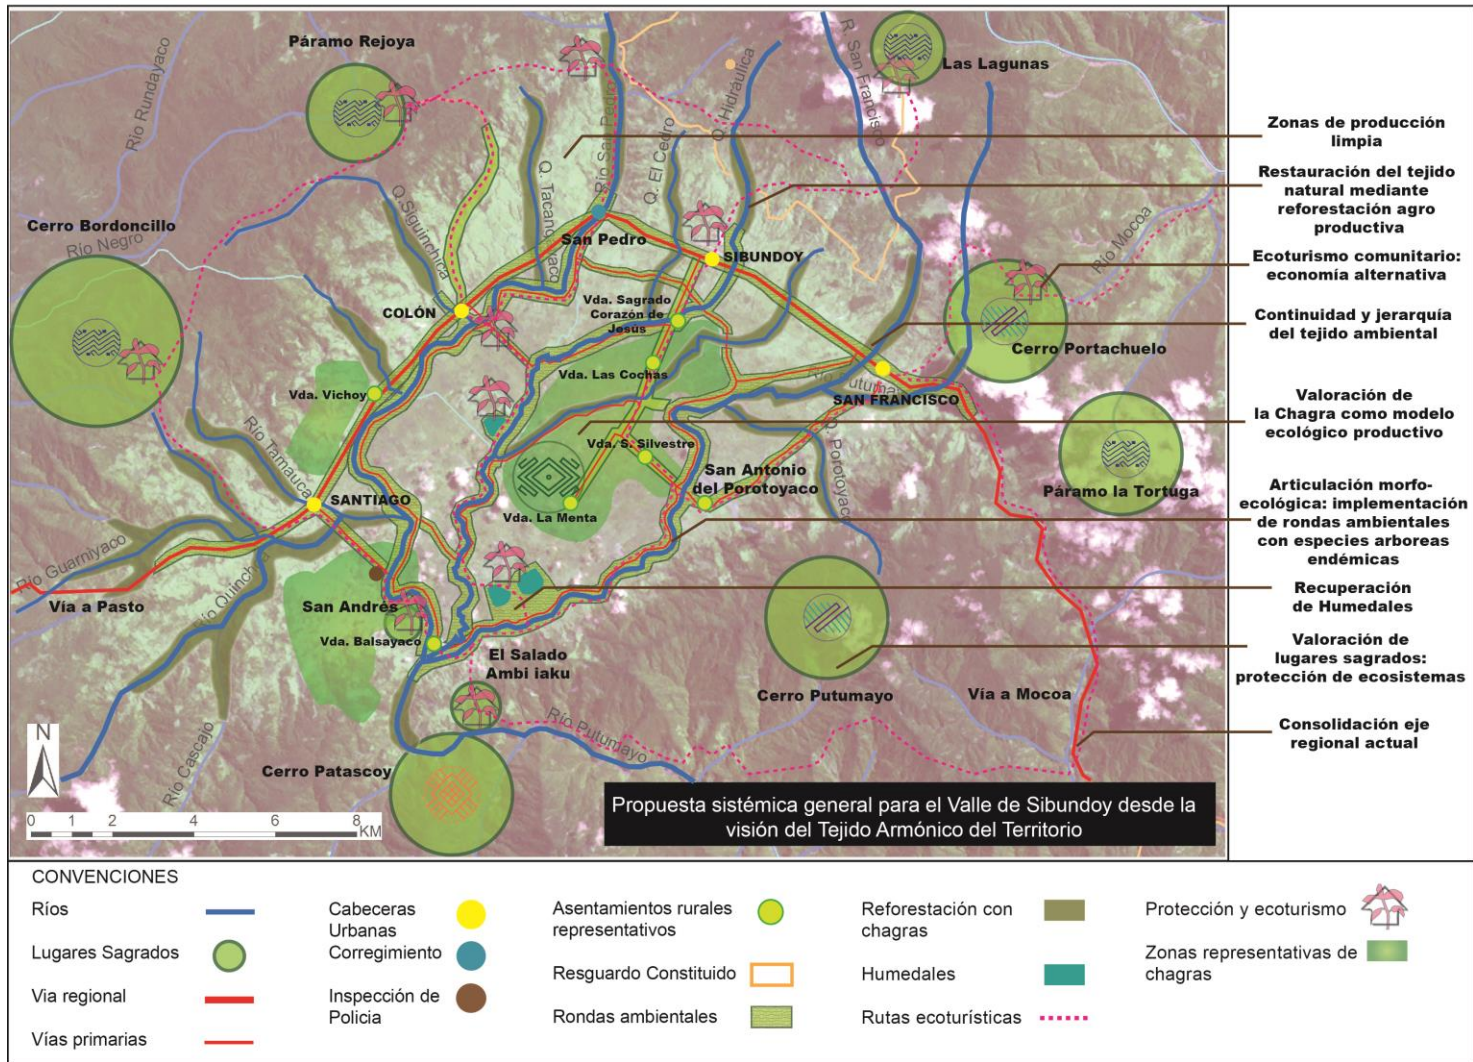 Páramo Rejoya
Las Lagunas
Río Rundayaco
Río San Pedro
Q. El Cedro
Q. Hidráulica
R. San Francisco
Cerro Bordoncillo
Río Negro
Q. Siguinchica
Q. Tacangayaco
San Pedro
SIBUNDOY
Río Mocoa
COLÓN
Vda. Sagrado
Corazón de
Jesús
Cerro Portachuelo
Vda. Las Cochas
Vda. Vichoy
Río Putumayo
SAN FRANCISCO
Río Tamauca
Vda. S. Silvestre
San Antonio
del Porotoyaco
Q. Porotoyaco
Páramo la Tortuga
SANTIAGO
Vda. La Menta
Río Guarniyaco
Río Quinchoa
Vía a Pasto
San Andrés
Vda. Balsayaco
El Salado
Ambi iaku
Cerro Putumayo
Vía a Mocoa
Río Putumayo
Río Cascajo
Cerro Patascoy
N
0 1 2 4 6 8
KM
Propuesta sistémica general para el Valle de Sibundoy desde la
visión del Tejido Armónico del Territorio
Zonas de producción
limpia
Restauración del tejido
natural mediante
reforestación agro
productiva
Ecoturismo comunitario:
economía alternativa
Continuidad y jerarquía
del tejido ambiental
Valoración de
la Chagra como modelo
ecológico productivo
Articulación morfo-
ecológica: implementación
de rondas ambientales
con especies arboreas
endémicas
Recuperación
de Humedales
Valoración de
lugares sagrados:
protección de ecosistemas
Consolidación eje
regional actual
CONVENCIONES
Ríos
Lugares Sagrados
Via regional
Vías primarias
Cabeceras
Urbanas
Corregimiento
Inspección de
Policia
Asentamientos rurales
representativos
Resguardo Constituido
Rondas ambientales
Reforestación con
chagras
Humedales
Rutas ecoturísticas
Protección y ecoturismo
Zonas representativas de
chagras